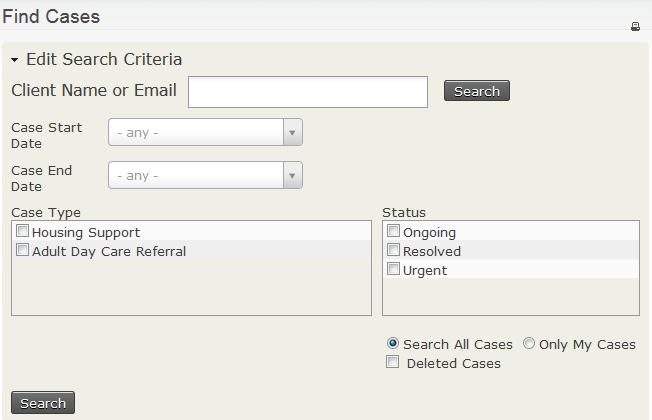 Find Cases
Edit Search Criteria
Client Name or Email Search
Case Start
Date
- any -
Case End
Date
- any -
Case Type
Housing Support
Adult Day Care Referral
Status
Ongoing
Resolved
Urgent
Search All Cases Only My Cases
Deleted Cases
Search